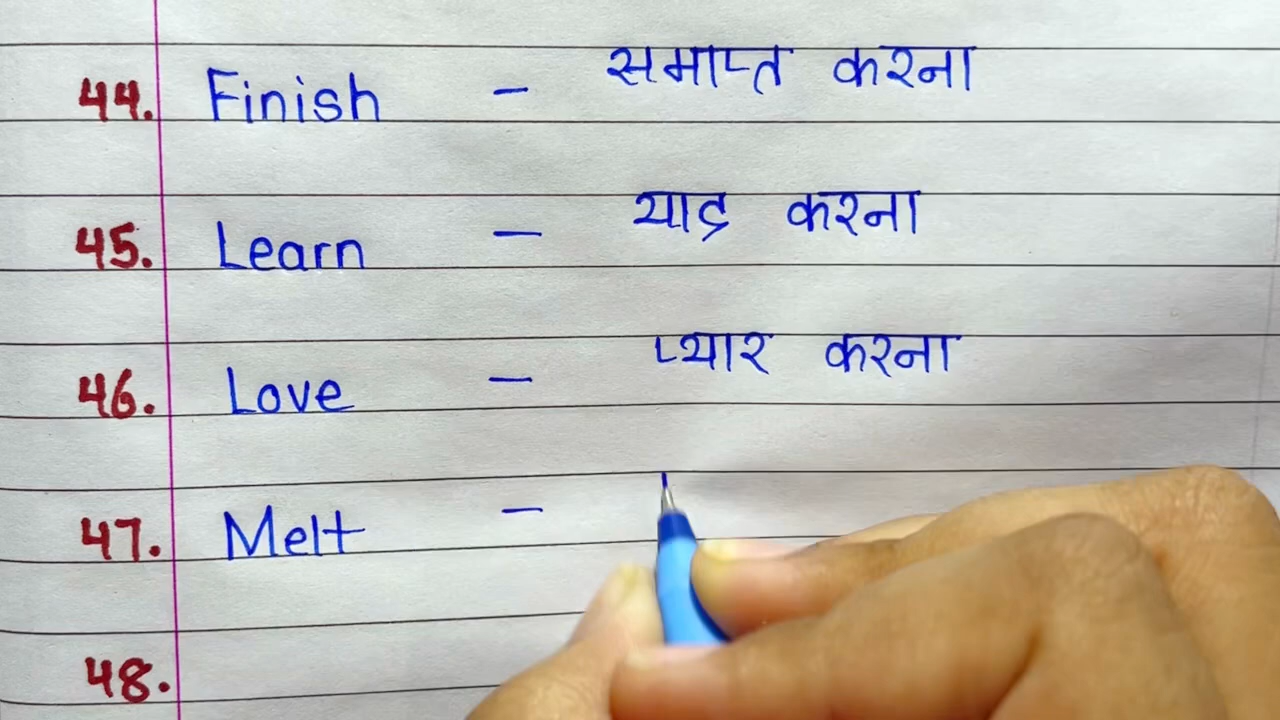 44. Finish - समाप्त करना
45. Learn - याद करना
46. Love - प्यार करना
47. Melt -
48.